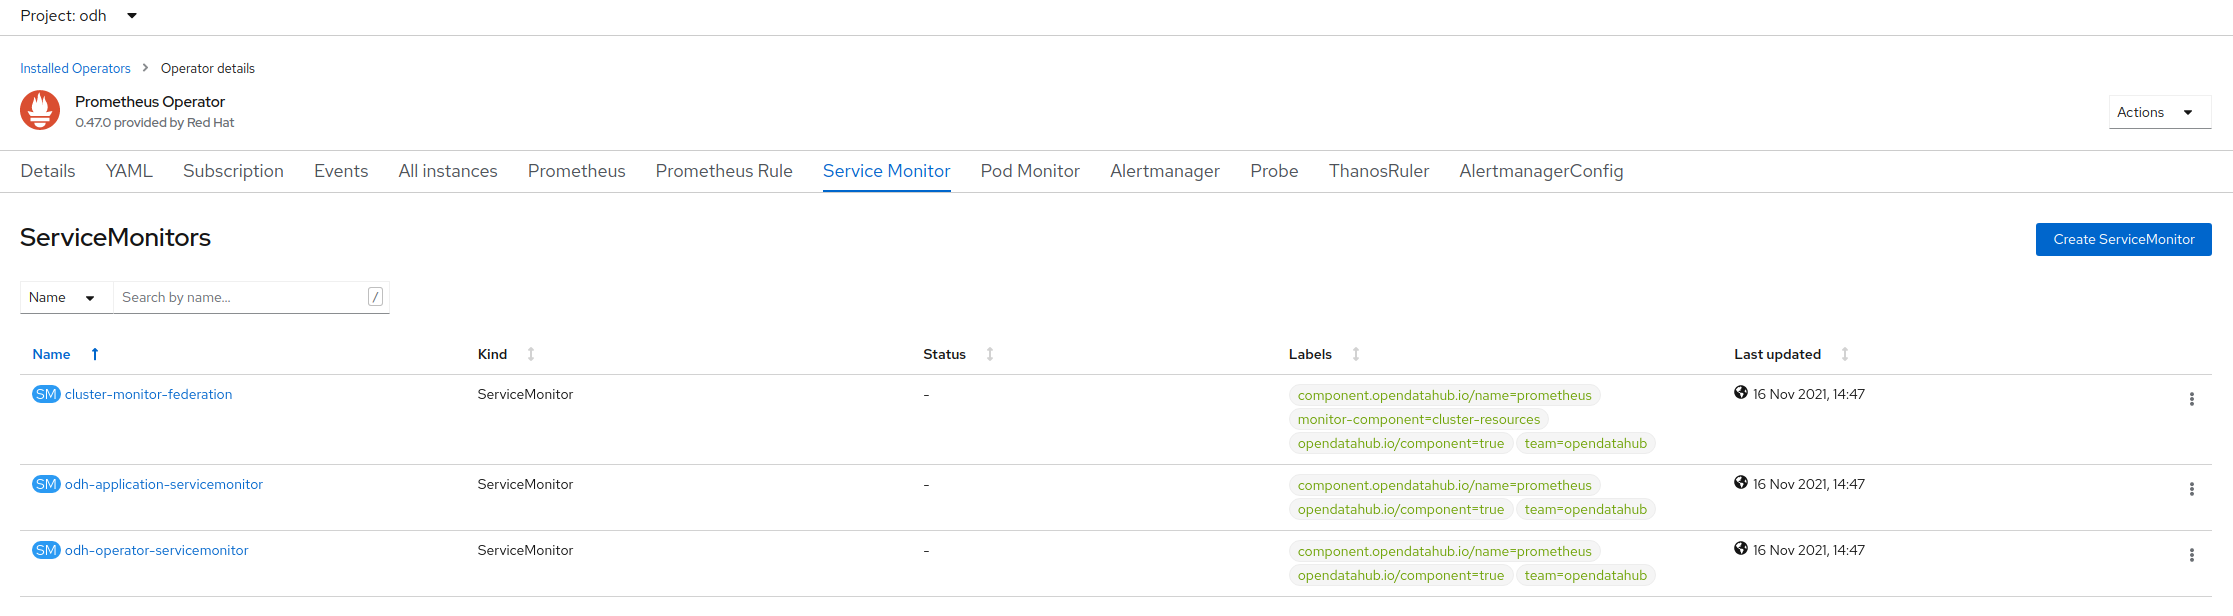 Project: odh
Installed Operators > Operator details
Prometheus Operator
0.47.0 provided by Red Hat
Actions
Details YAML Subscription Events All instances Prometheus Prometheus Rule Service Monitor Pod Monitor Alertmanager Probe ThanosRuler AlertmanagerConfig
ServiceMonitors
Create ServiceMonitor
Name Search by name... /
Name Kind Status Labels Last updated
SM cluster-monitor-federation ServiceMonitor - component.opendatahub.io/name=prometheus 16 Nov 2021, 14:47
monitor-component=cluster-resources
opendatahub.io/component=true team=opendatahub
SM odh-application-servicemonitor ServiceMonitor - component.opendatahub.io/name=prometheus 16 Nov 2021, 14:47
opendatahub.io/component=true team=opendatahub
SM odh-operator-servicemonitor ServiceMonitor - component.opendatahub.io/name=prometheus 16 Nov 2021, 14:47
opendatahub.io/component=true team=opendatahub